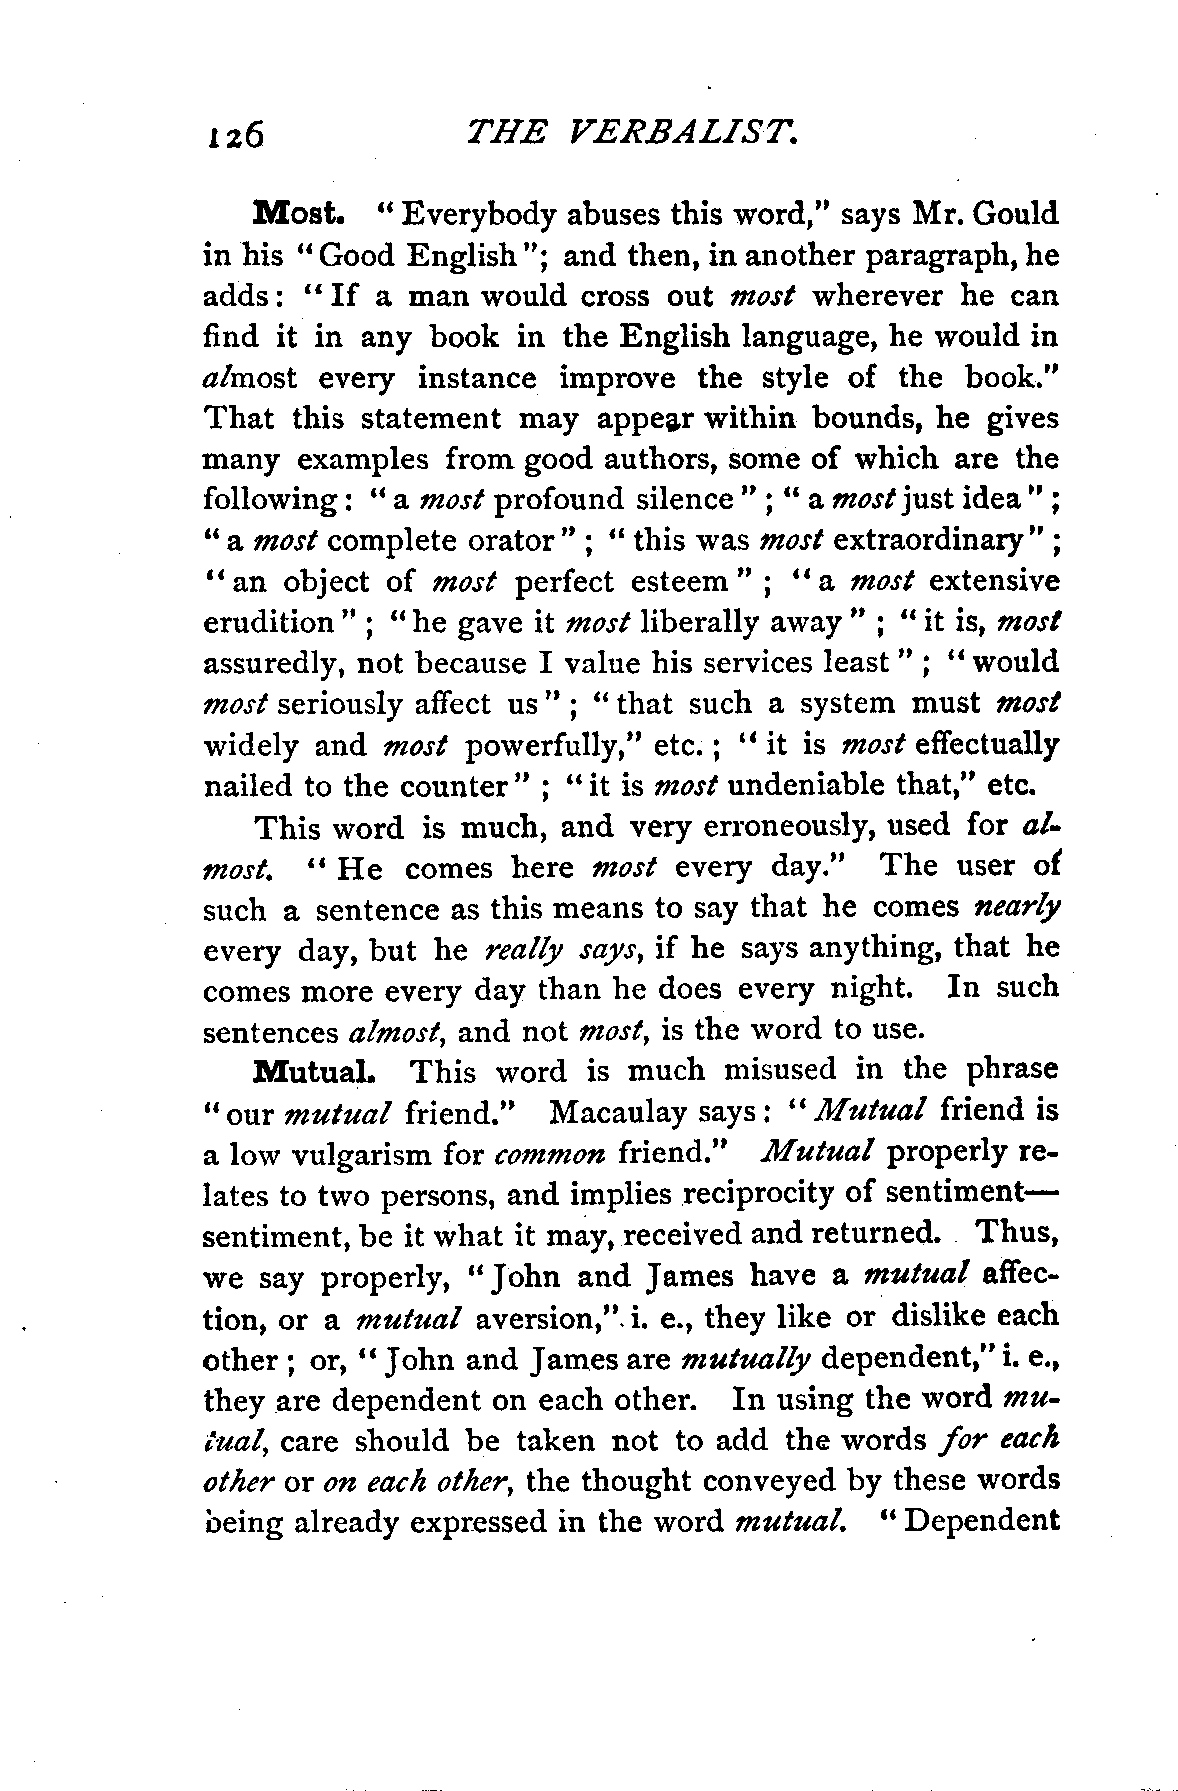 126 THE VERBALIST.
Most. "Everybody abuses this word," says Mr. Gould
in his "Good English"; and then, in another paragraph, he
adds: "If a man would cross out most wherever he can
find it in any book in the English language, he would in
almost every instance improve the style of the book."
That this statement may appear within bounds, he gives
many examples from good authors, some of which are the
following: "a most profound silence"; "a most just idea";
"a most complete orator"; "this was most extraordinary";
"an object of most perfect esteem"; "a most extensive
erudition"; "he gave it most liberally away"; "it is, most
assuredly, not because I value his services least"; "would
most seriously affect us"; "that such a system must most
widely and most powerfully," etc.; "it is most effectually
nailed to the counter"; "it is most undeniable that," etc.
This word is much, and very erroneously, used for al-
most. "He comes here most every day." The user of
such a sentence as this means to say that he comes nearly
every day, but he really says, if he says anything, that he
comes more every day than he does every night. In such
sentences almost, and not most, is the word to use.
Mutual. This word is much misused in the phrase
"our mutual friend." Macaulay says: "Mutual friend is
a low vulgarism for common friend." Mutual properly re-
lates to two persons, and implies reciprocity of sentiment—
sentiment, be it what it may, received and returned. Thus,
we say properly, "John and James have a mutual affec-
tion, or a mutual aversion," i. e., they like or dislike each
other; or, "John and James are mutually dependent," i. e.,
they are dependent on each other. In using the word mu-
tual, care should be taken not to add the words for each
other or on each other, the thought conveyed by these words
being already expressed in the word mutual. "Dependent